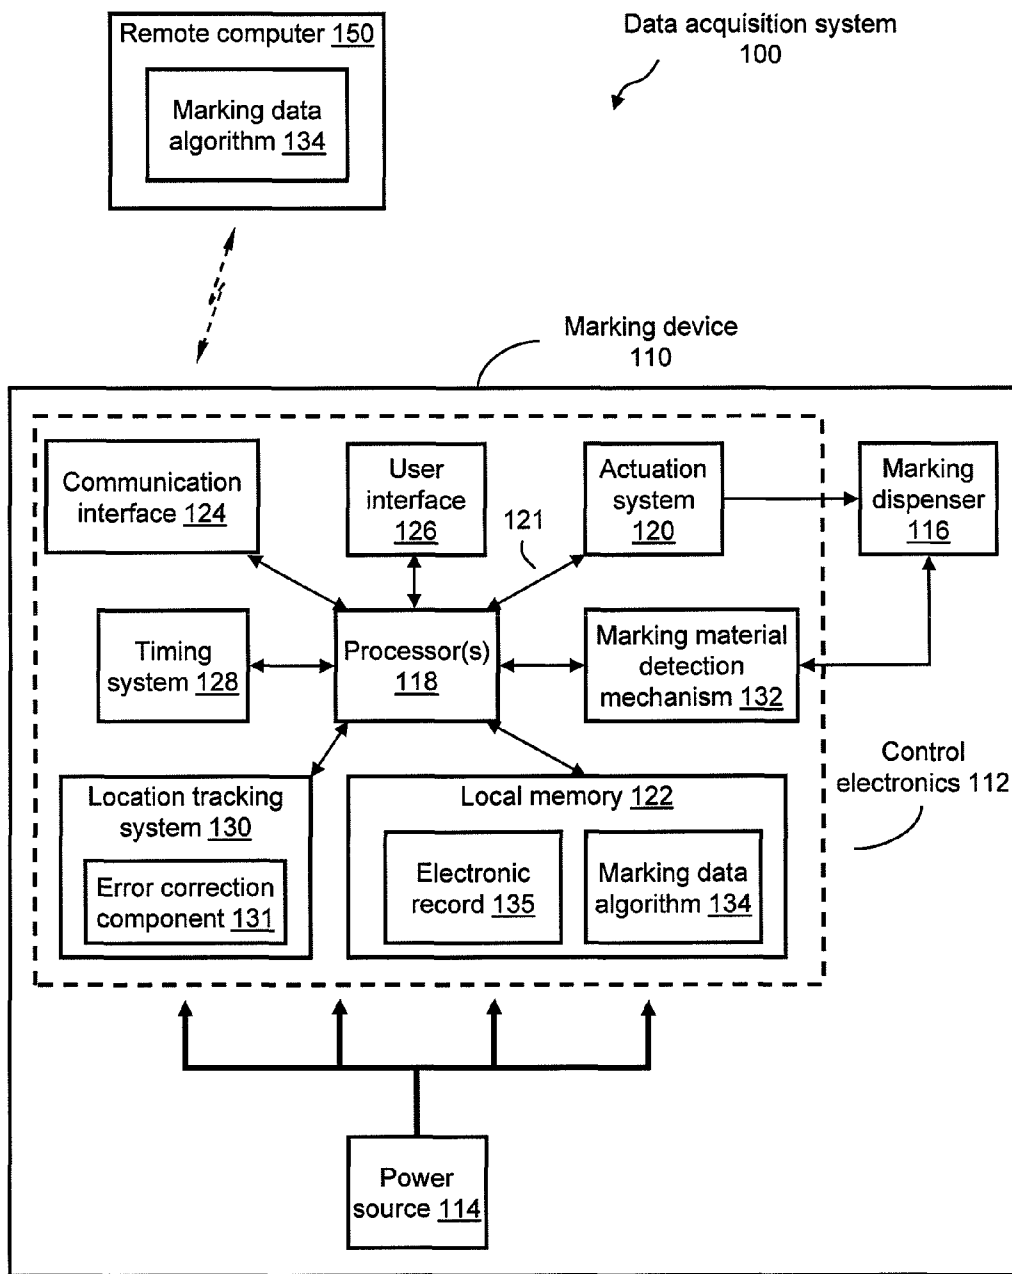 Remote computer 150
Marking data
algorithm 134
Data acquisition system
100
Marking device
110
Communication
interface 124
User
interface
126
Actuation
system
120
Marking
dispenser
116
121
Timing
system 128
Processor(s)
118
Marking material
detection
mechanism 132
Control
electronics 112
Location tracking
system 130
Error correction
component 131
Local memory 122
Electronic
record 135
Marking data
algorithm 134
Power
source 114